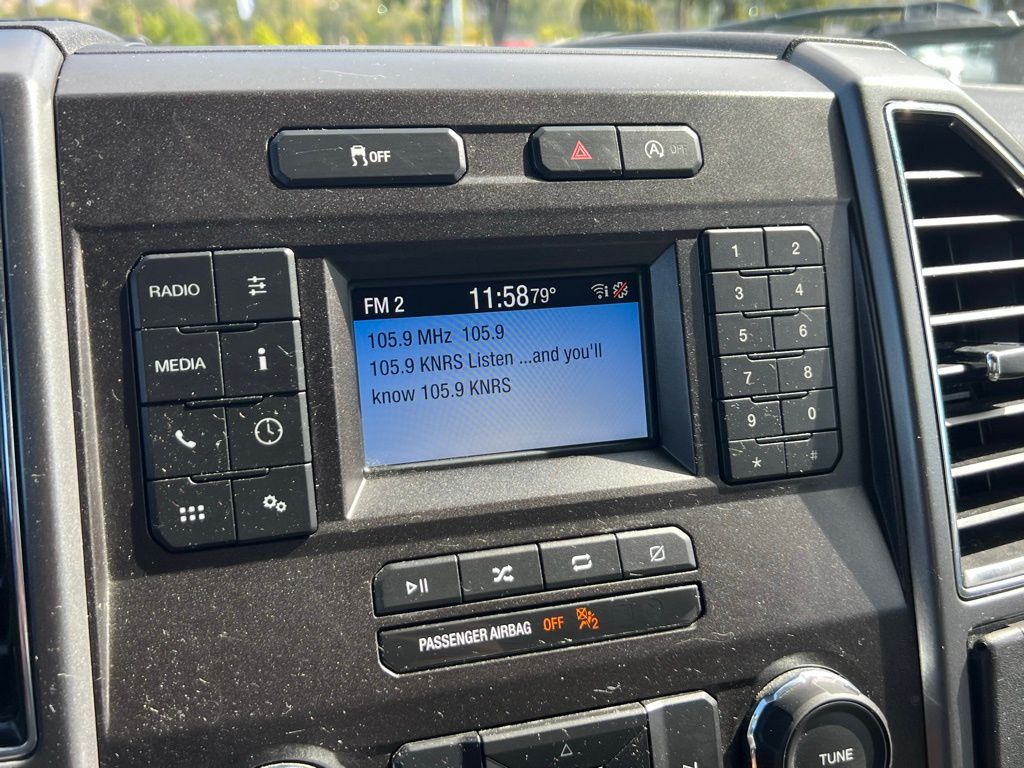 OFF
A OFF
RADIO
MEDIA
i
FM 2 11:58 79° i
105.9 MHz 105.9
105.9 KNRS Listen ...and you'll
know 105.9 KNRS
1 2
3 4
5 6
7 8
9 0
* #
PASSENGER AIRBAG OFF 2
TUNE